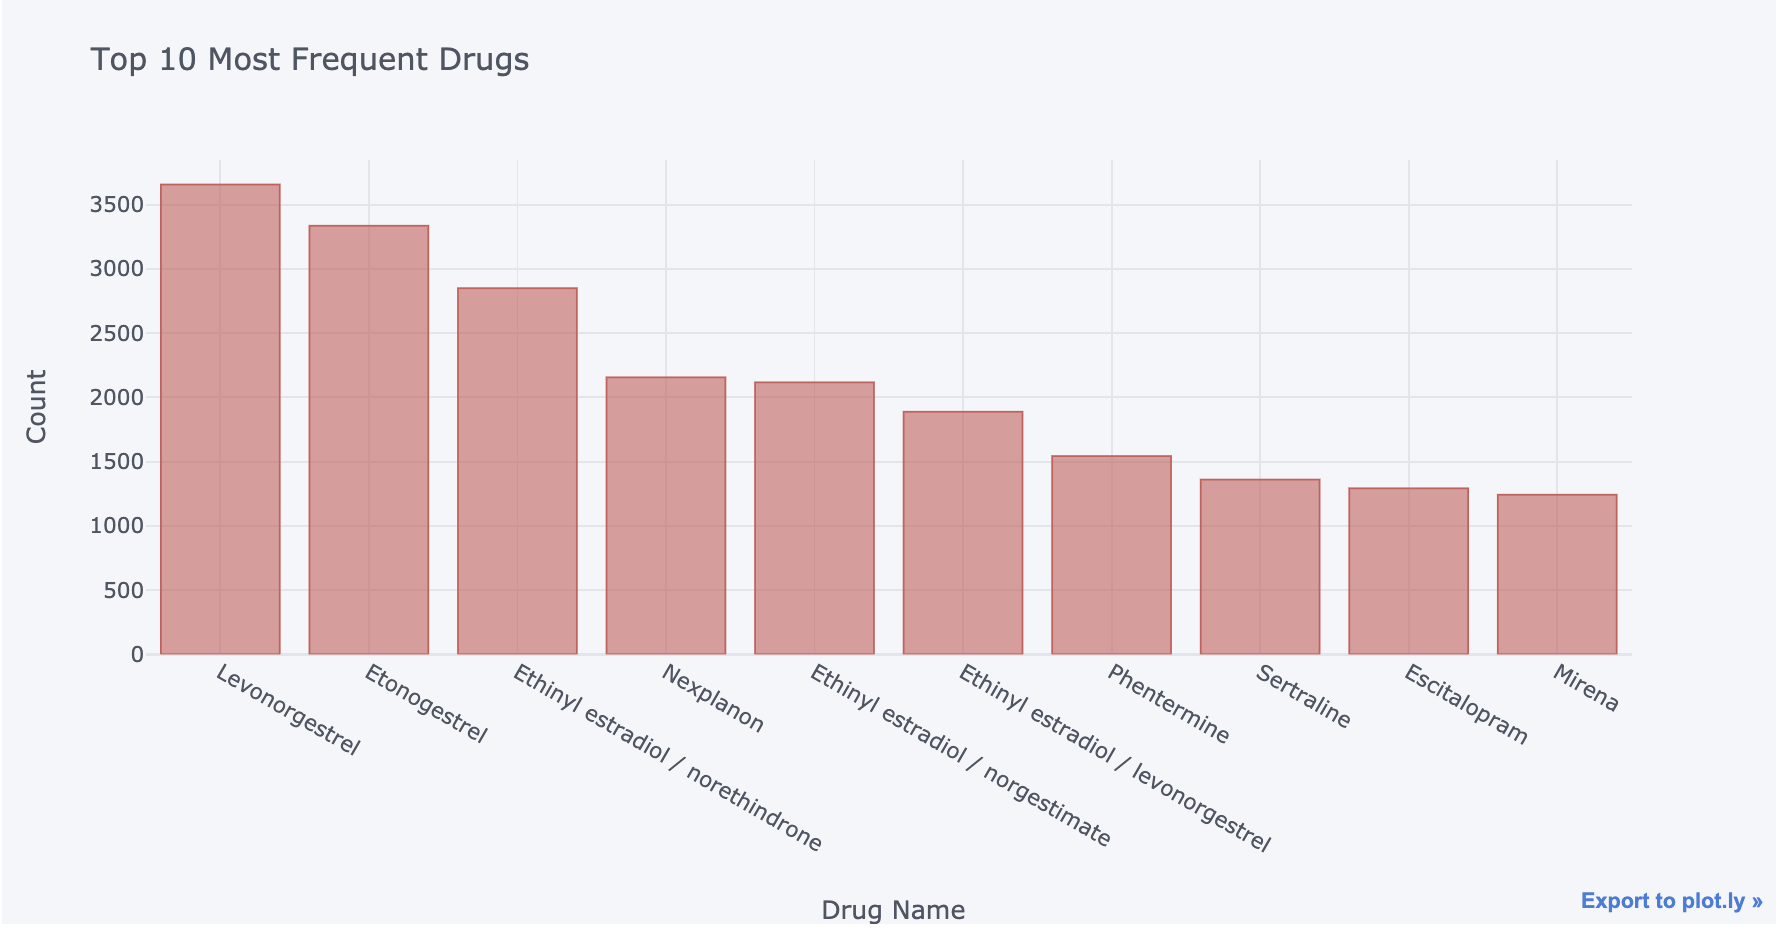 Top 10 Most Frequent Drugs
Count
3500
3000
2500
2000
1500
1000
500
0
Levonorgestrel
Etonogestrel
Ethinyl estradiol / norethindrone
Nexplanon
Ethinyl estradiol / norgestimate
Ethinyl estradiol / levonorgestrel
Phentermine
Sertraline
Escitalopram
Mirena
Drug Name
Export to plot.ly »